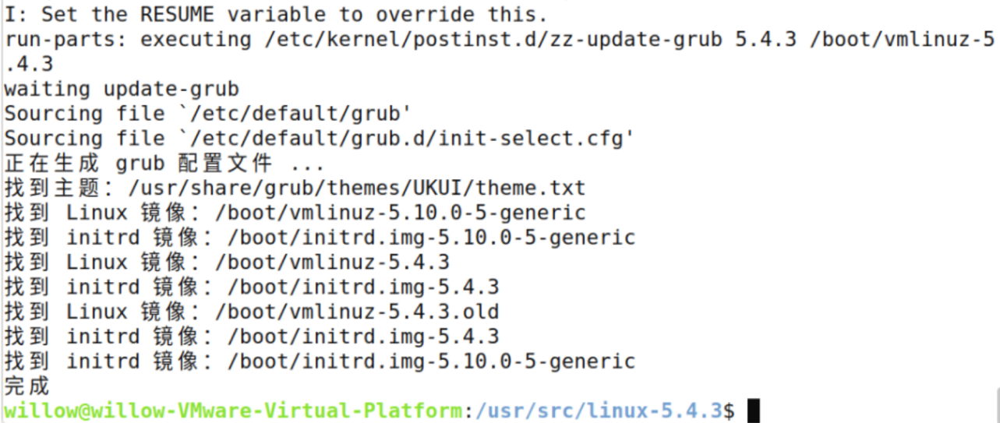 I: Set the RESUME variable to override this.
run-parts: executing /etc/kernel/postinst.d/zz-update-grub 5.4.3 /boot/vmlinuz-5
.4.3
waiting update-grub
Sourcing file `/etc/default/grub'
Sourcing file `/etc/default/grub.d/init-select.cfg'
正在生成 grub 配置文件 ...
找到主题：/usr/share/grub/themes/UKUI/theme.txt
找到 Linux 镜像：/boot/vmlinuz-5.10.0-5-generic
找到 initrd 镜像：/boot/initrd.img-5.10.0-5-generic
找到 Linux 镜像：/boot/vmlinuz-5.4.3
找到 initrd 镜像：/boot/initrd.img-5.4.3
找到 Linux 镜像：/boot/vmlinuz-5.4.3.old
找到 initrd 镜像：/boot/initrd.img-5.4.3
找到 initrd 镜像：/boot/initrd.img-5.10.0-5-generic
完成
willow@willow-VMware-Virtual-Platform:/usr/src/linux-5.4.3$